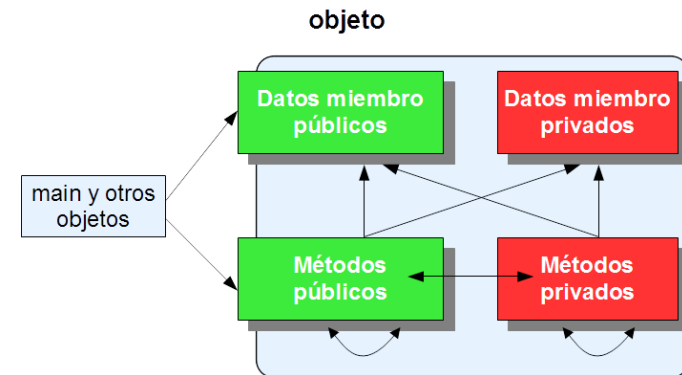 objeto
Datos miembro
públicos
Datos miembro
privados
main y otros
objetos
Métodos
públicos
Métodos
privados